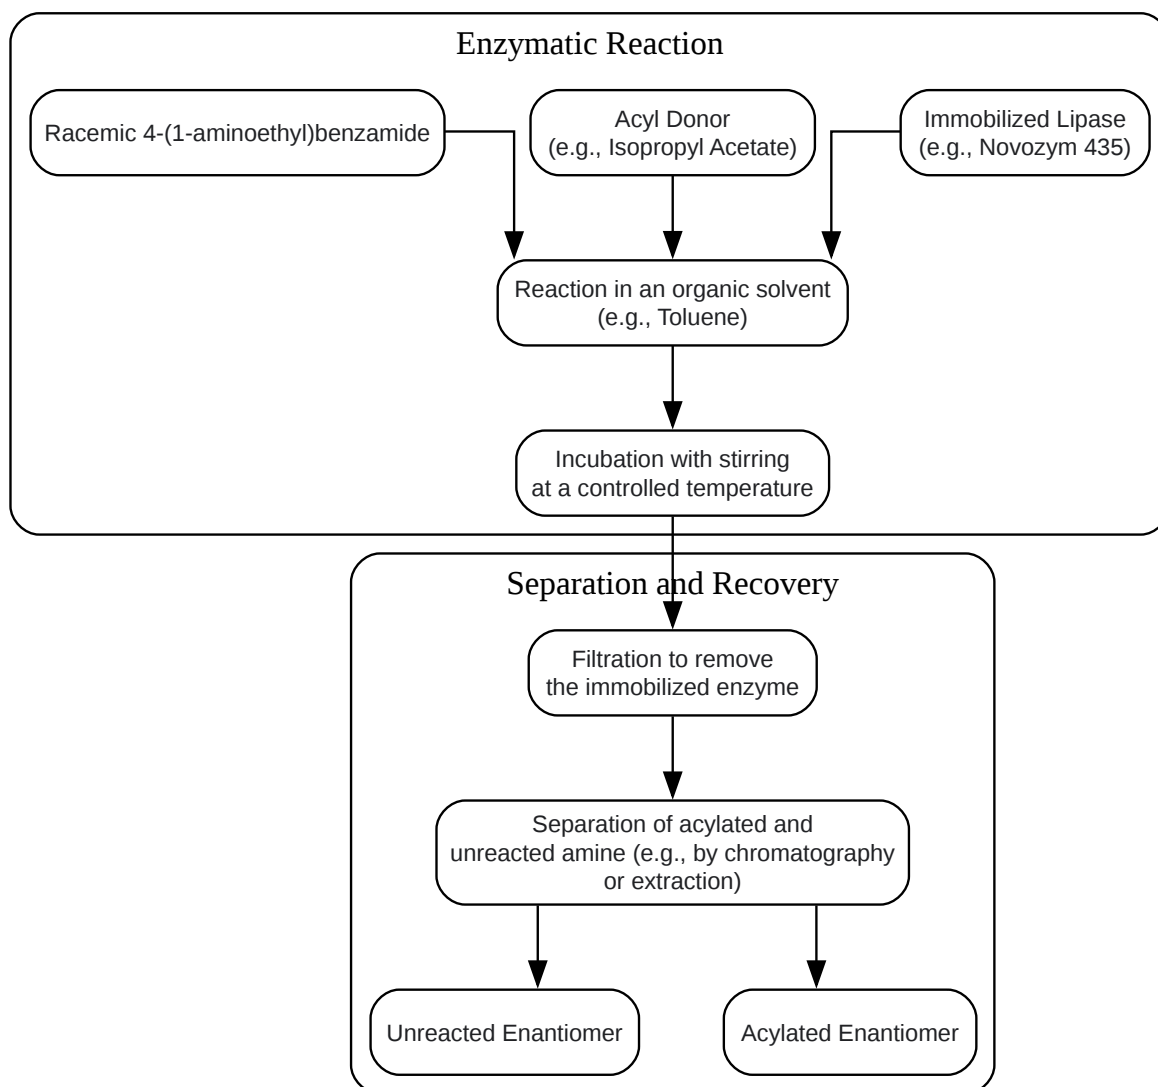 Enzymatic Reaction
Racemic 4-(1-aminoethyl)benzamide
Acyl Donor
(e.g., Isopropyl Acetate)
Immobilized Lipase
(e.g., Novozym 435)
Reaction in an organic solvent
(e.g., Toluene)
Incubation with stirring
at a controlled temperature
Separation and Recovery
Filtration to remove
the immobilized enzyme
Separation of acylated and
unreacted amine (e.g., by chromatography
or extraction)
Unreacted Enantiomer
Acylated Enantiomer